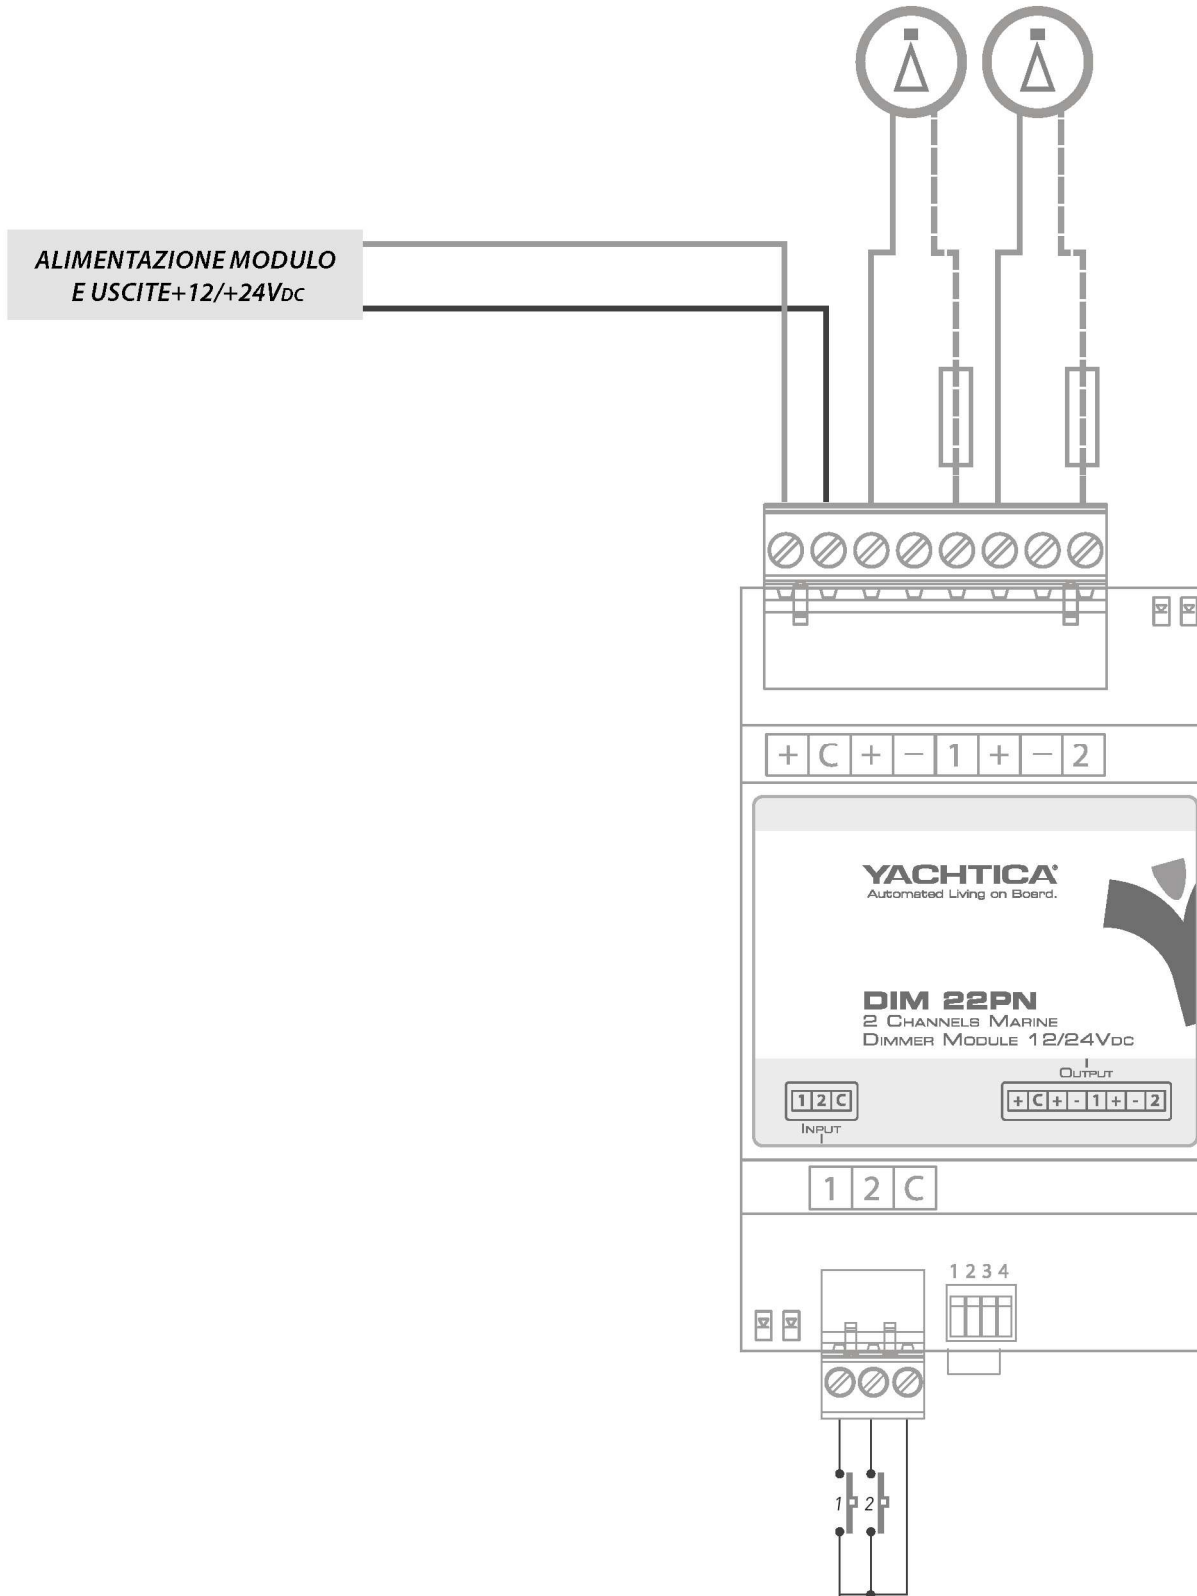 ALIMENTAZIONE MODULO
E USCITE+12/+24VDC
+ C + − 1 + − 2
YACHTICA®
Automated Living on Board.
DIM 22PN
2 CHANNELS MARINE
DIMMER MODULE 12/24VDC
OUTPUT
1 2 C
+ C + - 1 + - 2
INPUT
1 2 C
1 2 3 4
1 2